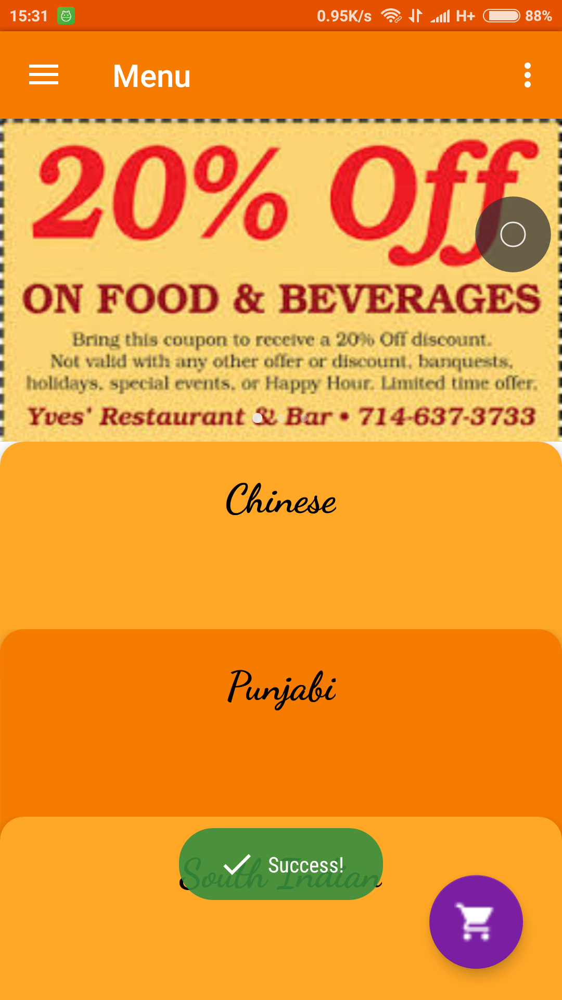 15:31 0.95K/s H+ 88%
Menu
20% Off
ON FOOD & BEVERAGES
Bring this coupon to receive a 20% Off discount.
Not valid with any other offer or discount, banquests,
holidays, special events, or Happy Hour. Limited time offer.
Yves' Restaurant & Bar • 714-637-3733
Chinese
Punjabi
South Indian
Success!